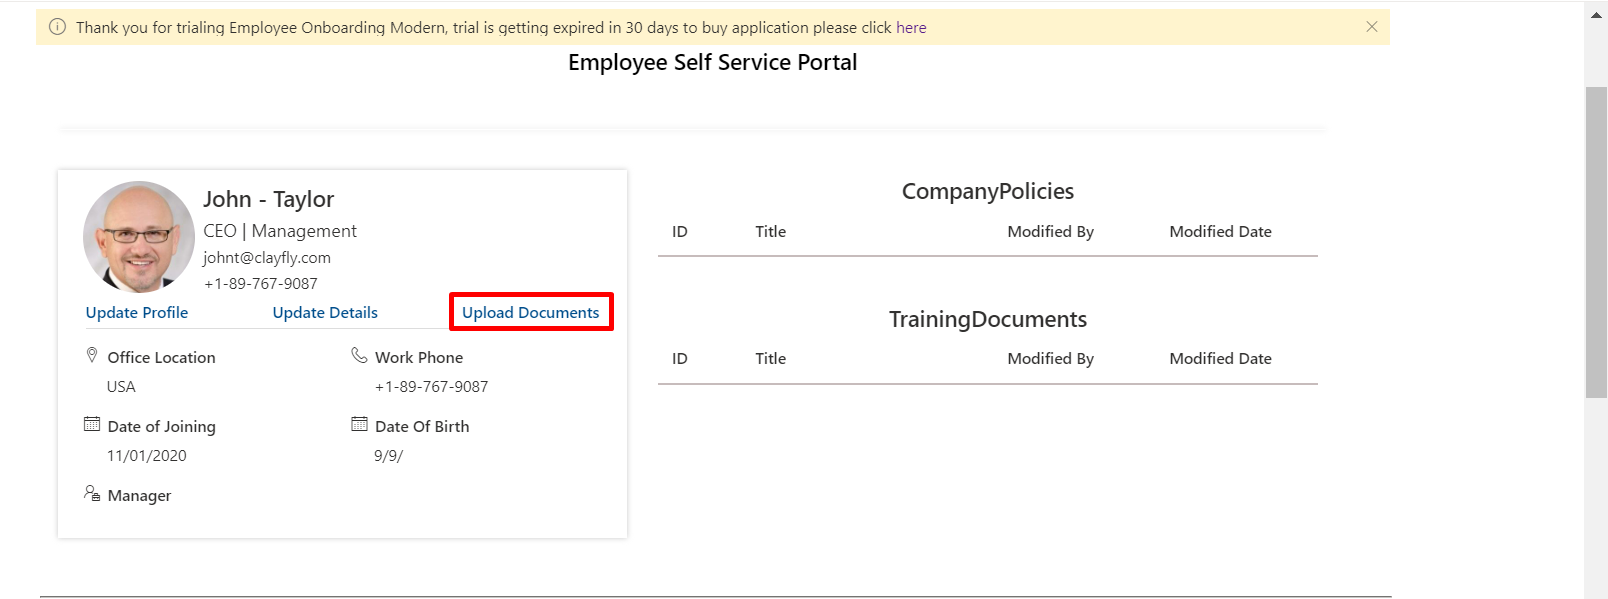 Thank you for trialing Employee Onboarding Modern, trial is getting expired in 30 days to buy application please click here
Employee Self Service Portal
John - Taylor
CEO | Management
johnt@clayfly.com
+1-89-767-9087
Update Profile Update Details Upload Documents
Office Location Work Phone
USA +1-89-767-9087
Date of Joining Date Of Birth
11/01/2020 9/9/
Manager
CompanyPolicies
ID Title Modified By Modified Date
TrainingDocuments
ID Title Modified By Modified Date